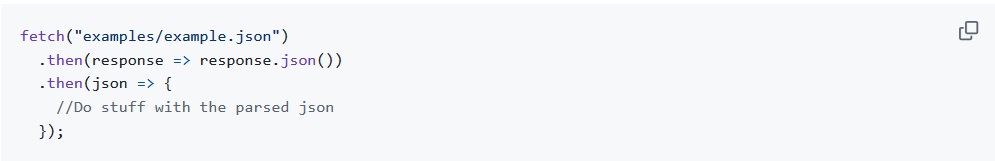 fetch("examples/example.json")
  .then(response => response.json())
  .then(json => {
    //Do stuff with the parsed json
  });